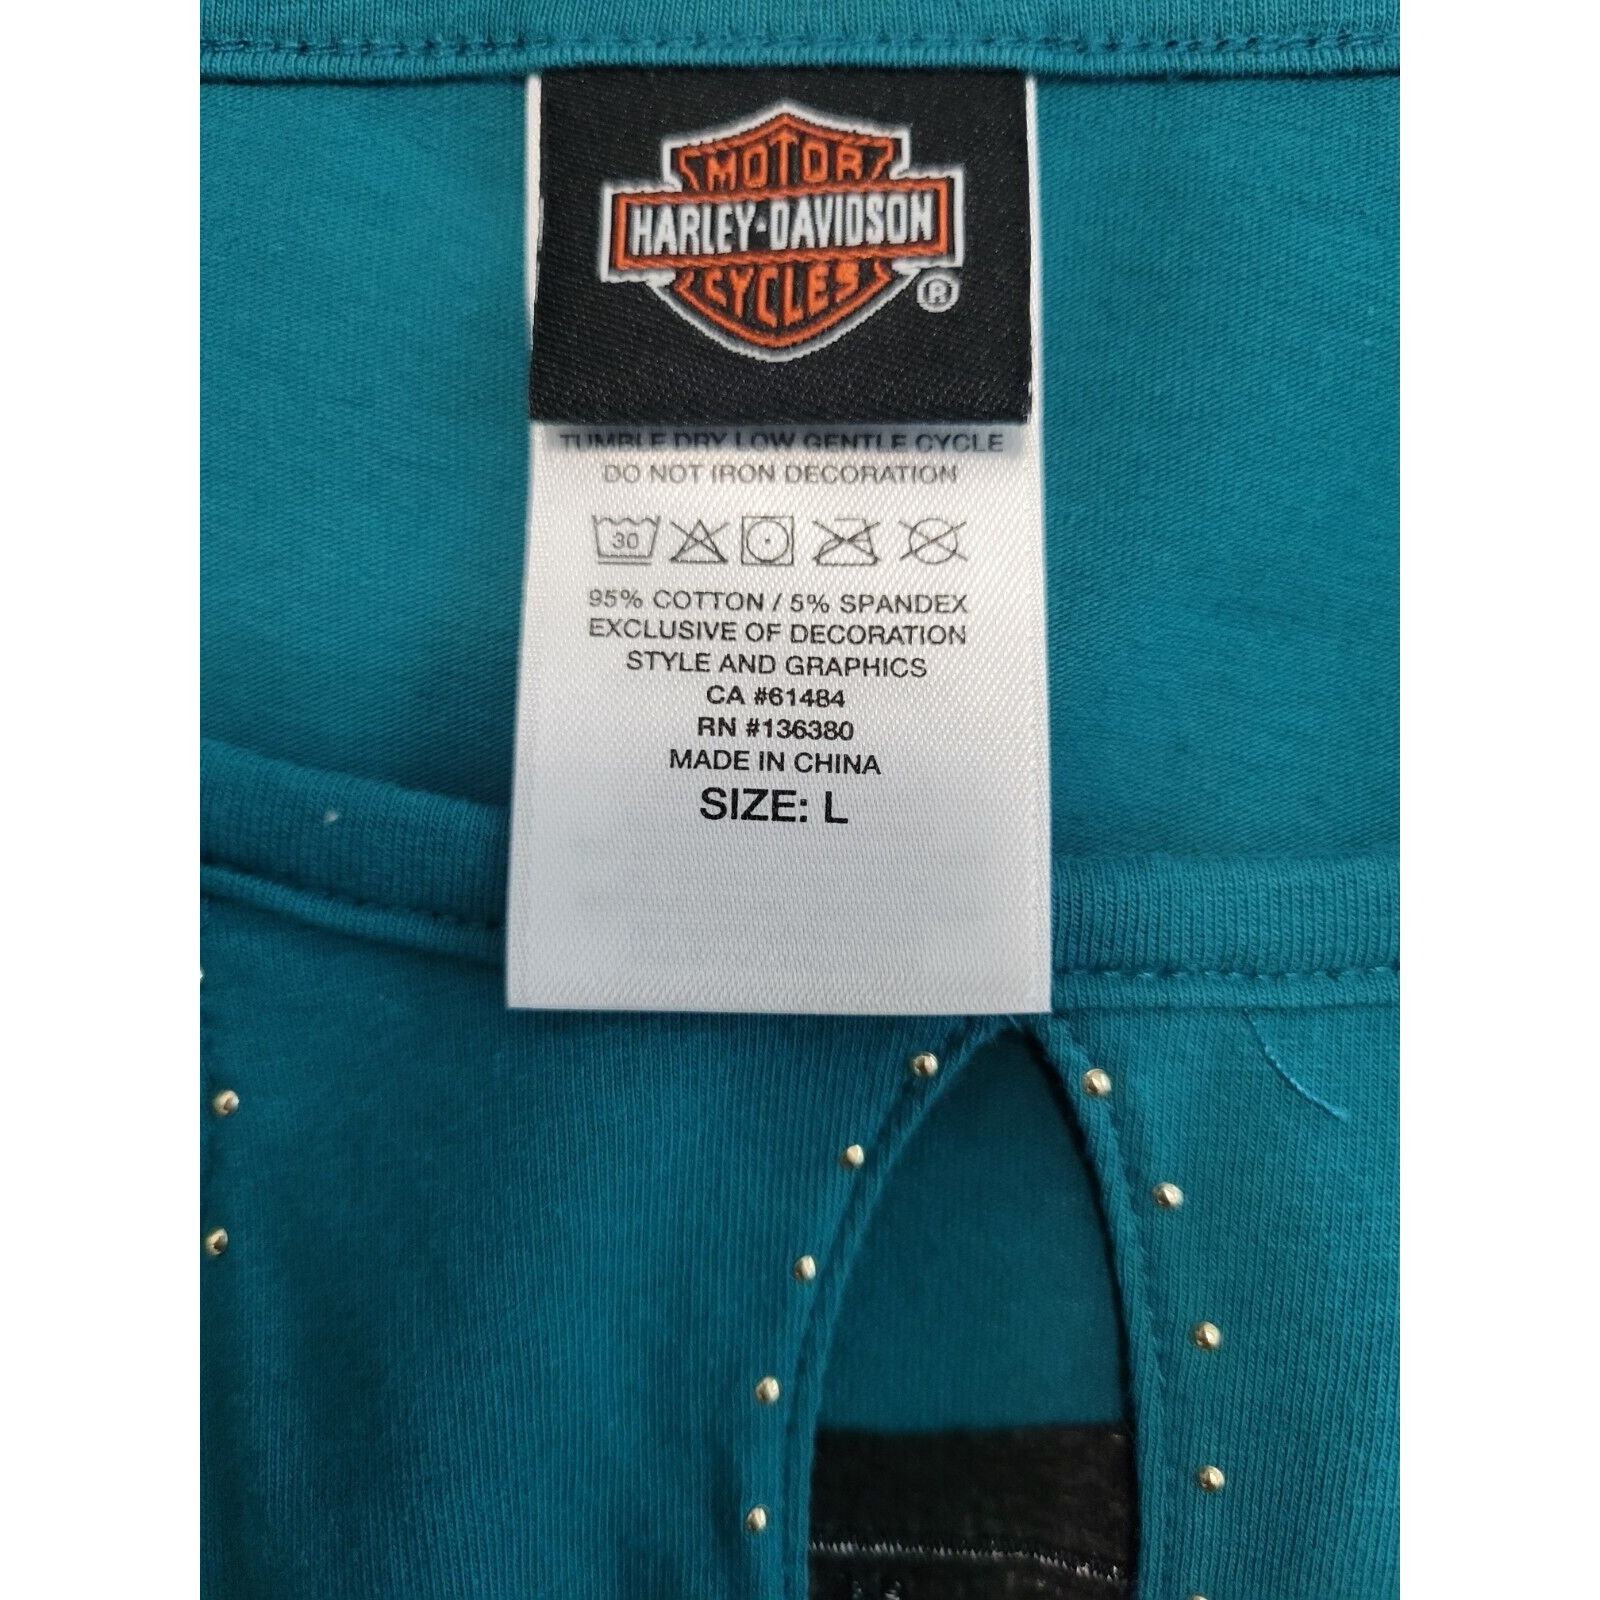 MOTOR
HARLEY-DAVIDSON
CYCLES
®
TUMBLE DRY LOW GENTLE CYCLE
DO NOT IRON DECORATION
30
95% COTTON / 5% SPANDEX
EXCLUSIVE OF DECORATION
STYLE AND GRAPHICS
CA #61484
RN #136380
MADE IN CHINA
SIZE: L